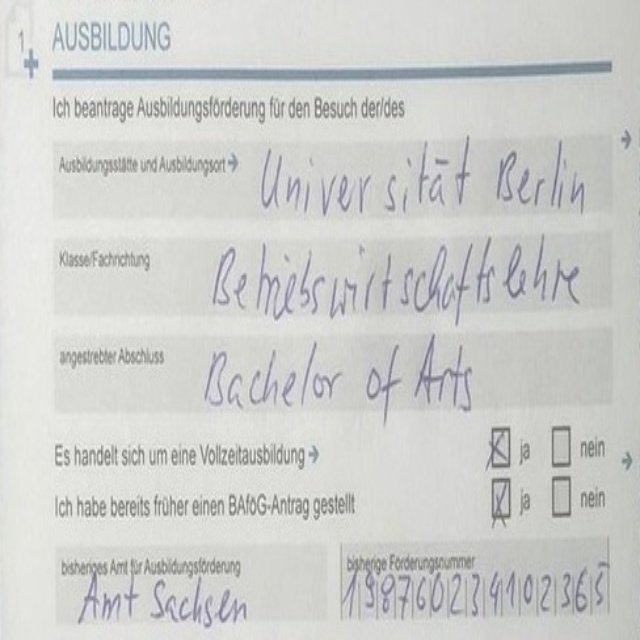 1
AUSBILDUNG
Ich beantrage Ausbildungsförderung für den Besuch der/des
Ausbildungsstätte und Ausbildungsort → Universität Berlin
Klasse/Fachrichtung Betriebswirtschaftslehre
angestrebter Abschluss Bachelor of Arts
Es handelt sich um eine Vollzeitausbildung → ja nein
Ich habe bereits früher einen BAföG-Antrag gestellt ja nein
bisheriges Amt für Ausbildungsförderung bisherige Förderungsnummer
Amt Sachsen 198760234102365